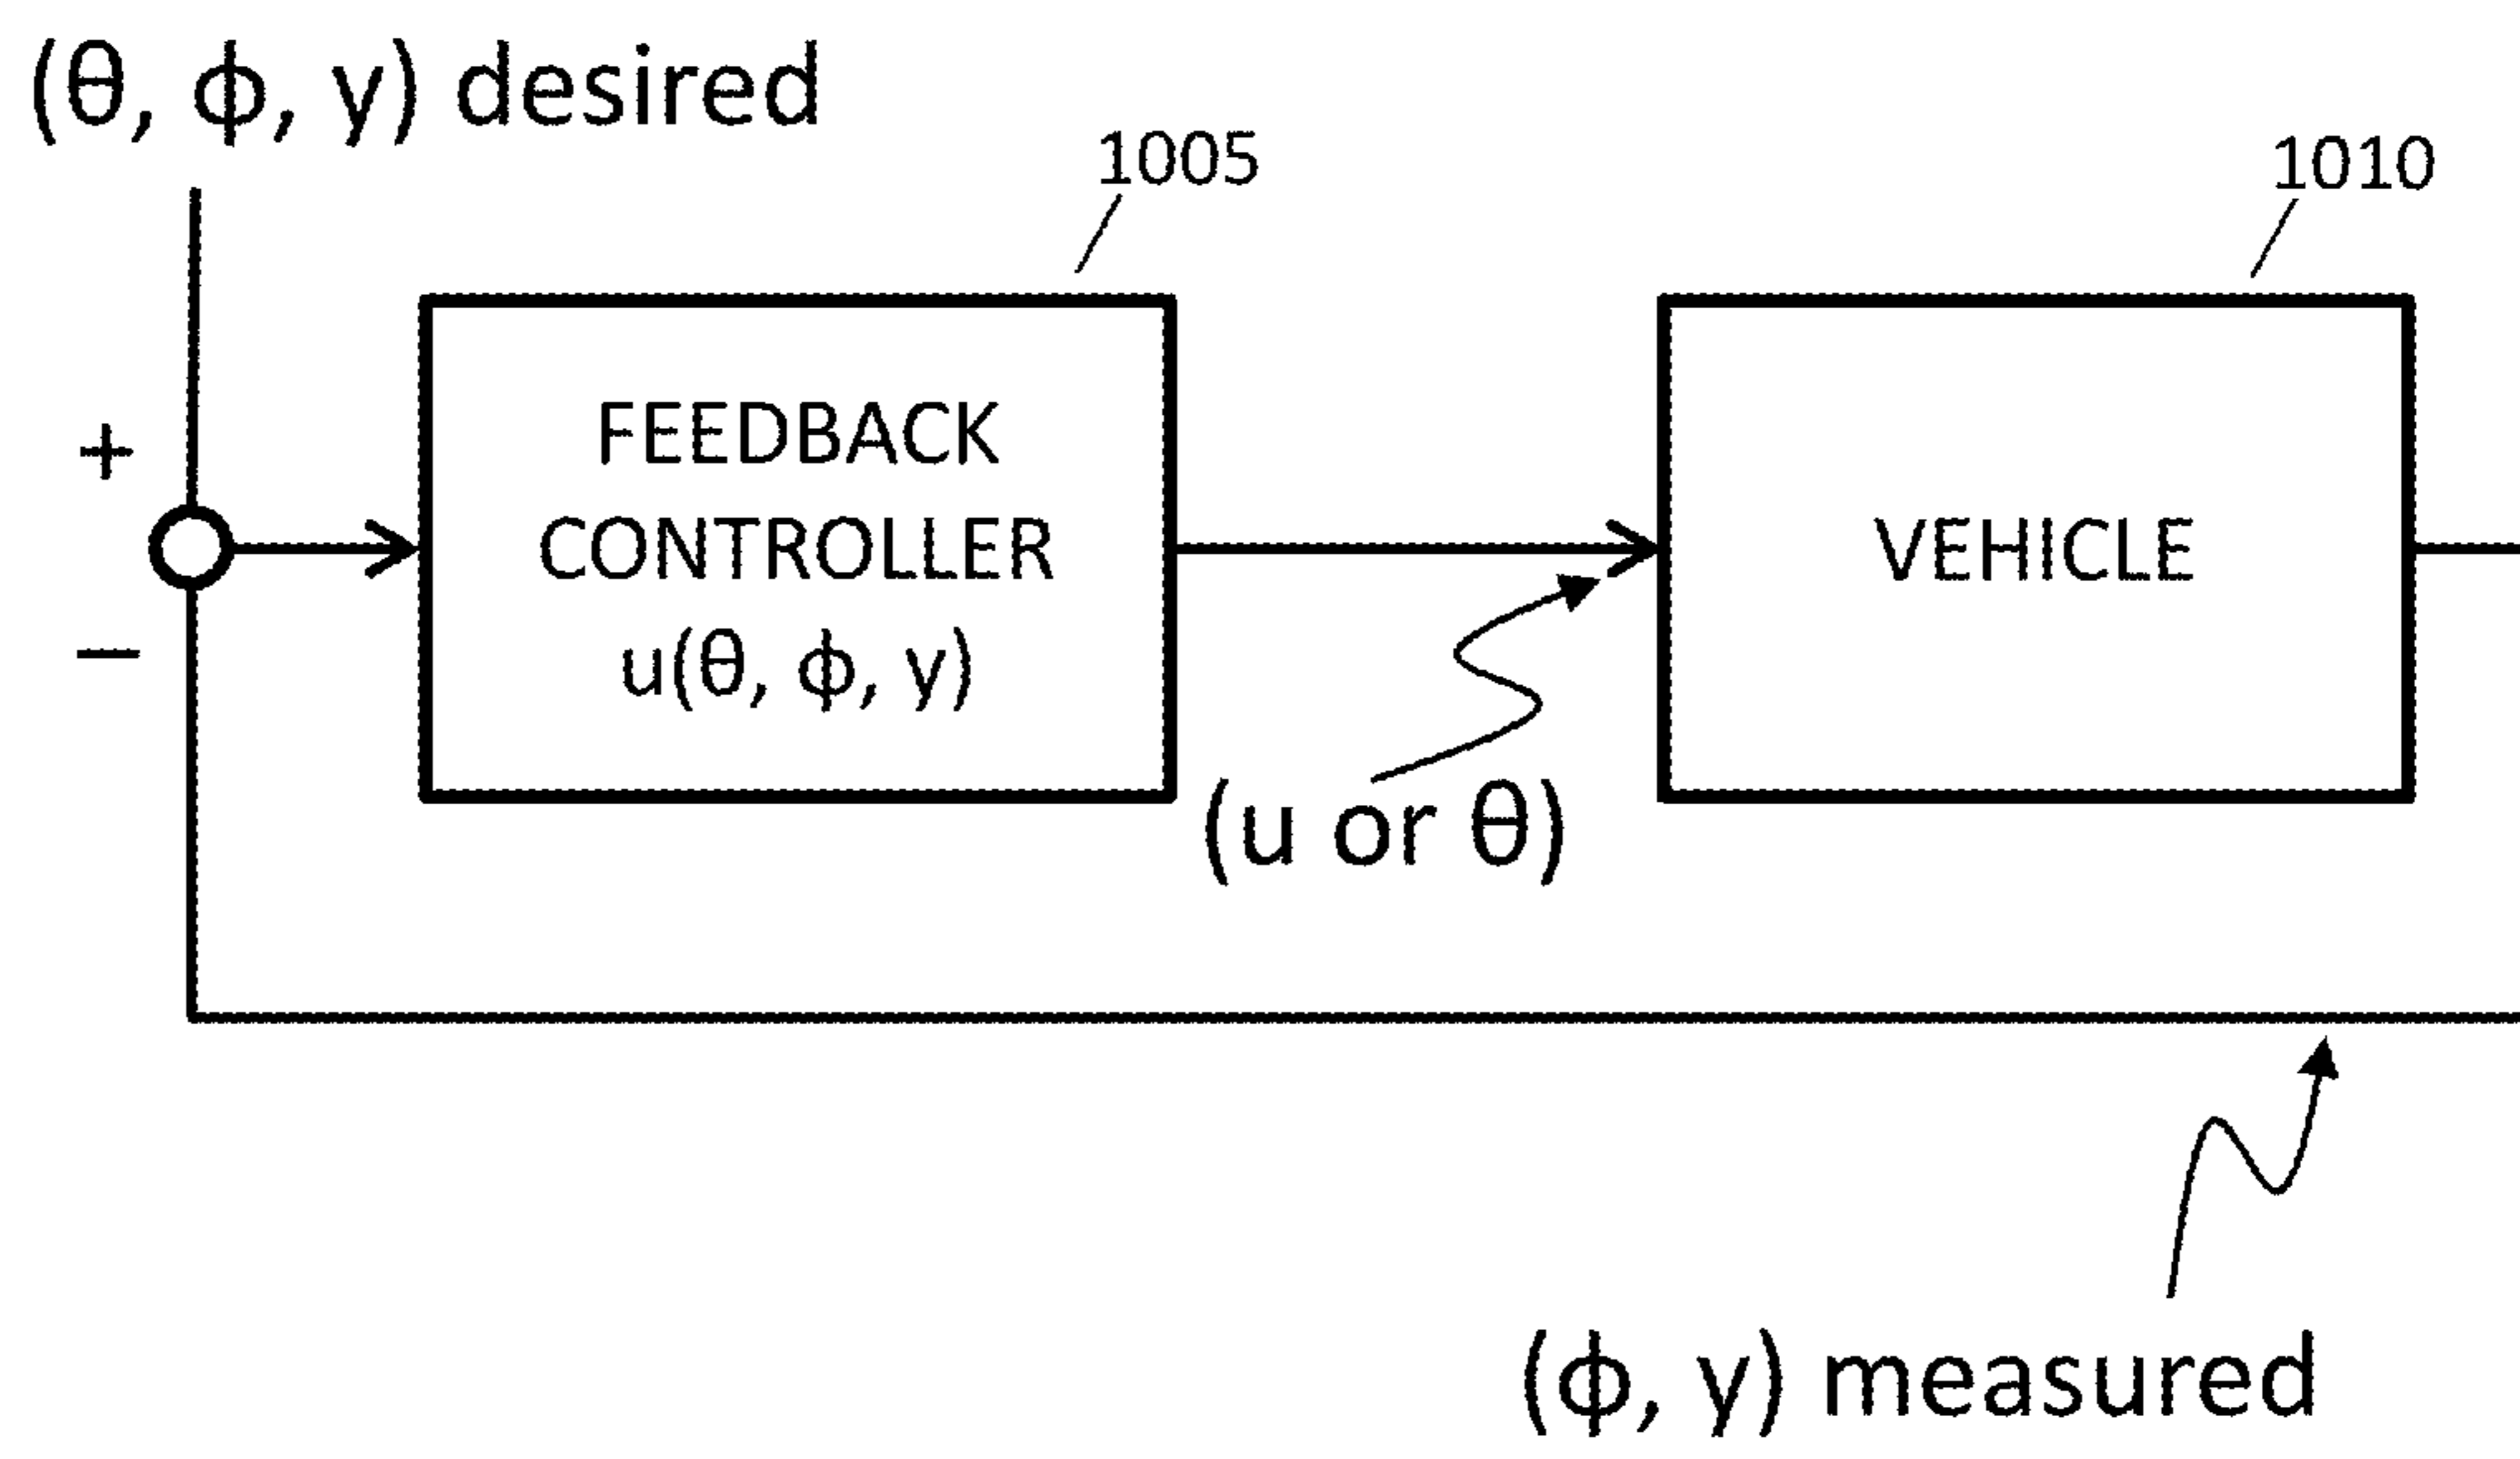 (θ, ϕ, y) desired
1005
1010
+
FEEDBACK
CONTROLLER
u(θ, ϕ, y)
VEHICLE
−
(u or θ)
(ϕ, y) measured